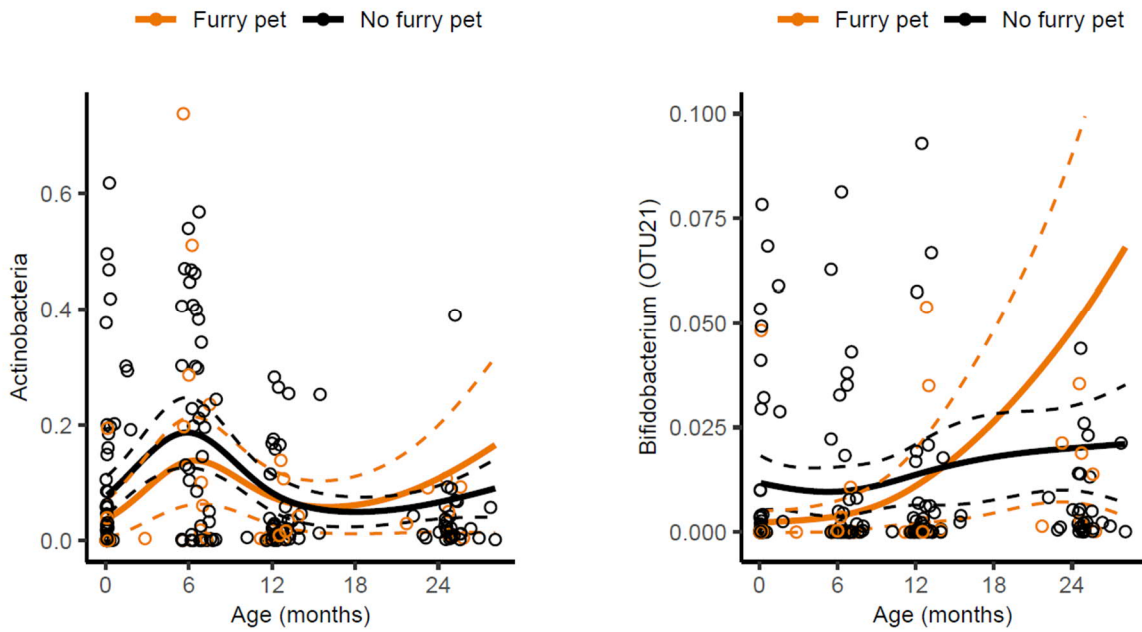 Furry pet No furry pet
Actinobacteria
0.6
0.4
0.2
0.0
0 6 12 18 24
Age (months)
Furry pet No furry pet
Bifidobacterium (OTU21)
0.100
0.075
0.050
0.025
0.000
0 6 12 18 24
Age (months)